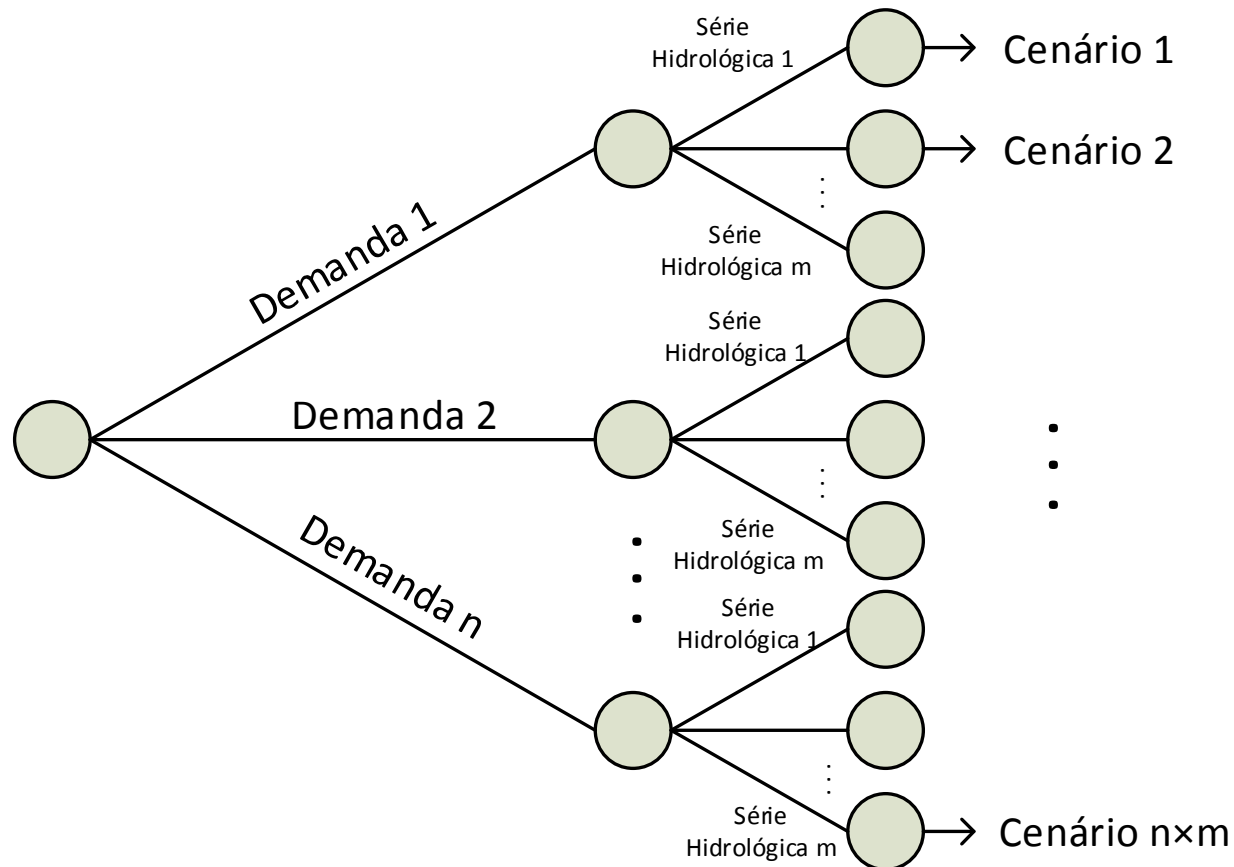 Série
Hidrológica 1
Cenário 1
Cenário 2
Demanda 1
Série
Hidrológica m
Série
Hidrológica 1
Demanda 2
Série
Hidrológica m
Demanda n
Série
Hidrológica 1
Série
Hidrológica m
Cenário n×m